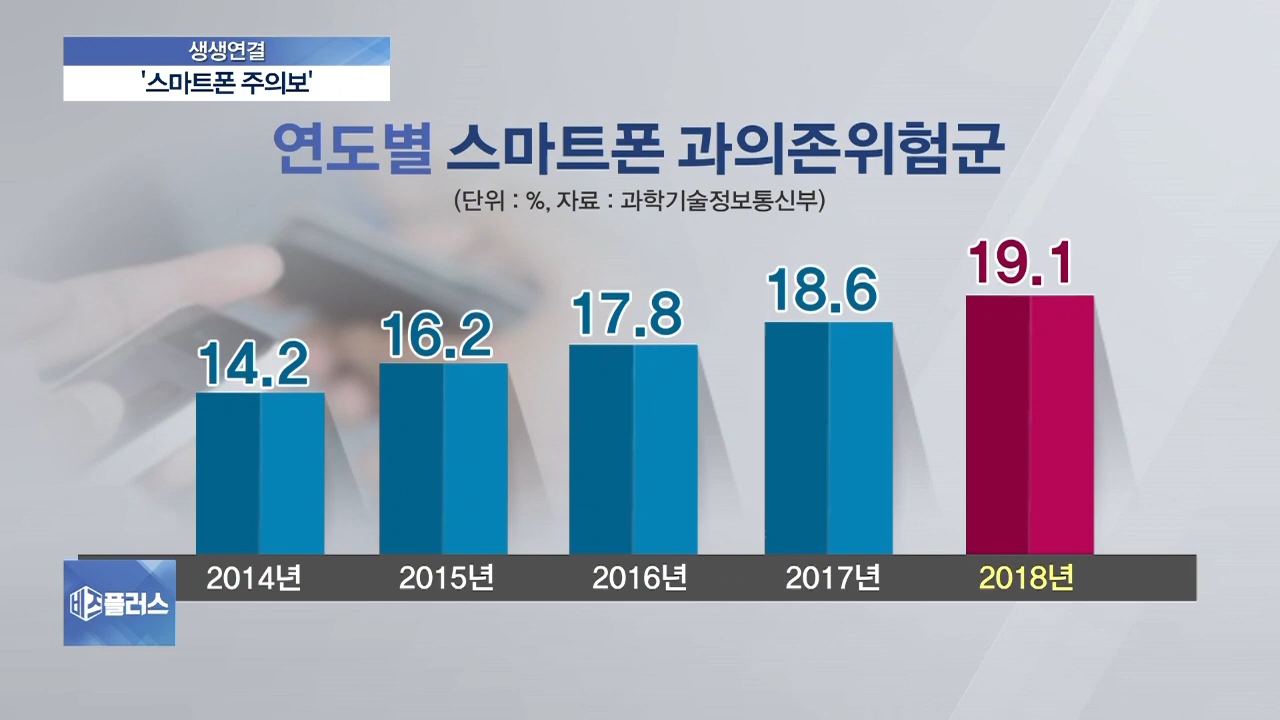 생생연결
'스마트폰 주의보'
연도별 스마트폰 과의존위험군
(단위 : %, 자료 : 과학기술정보통신부)
14.2
16.2
17.8
18.6
19.1
2014년
2015년
2016년
2017년
2018년
비즈플러스